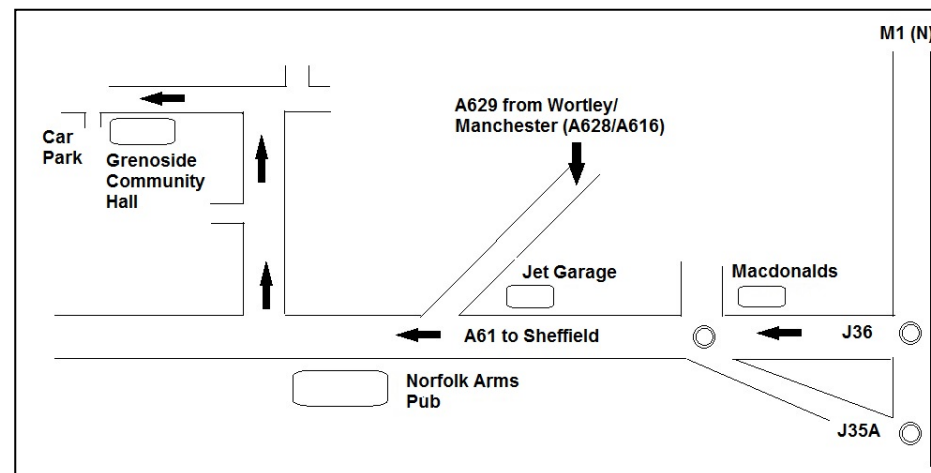 M1 (N)
A629 from Wortley/
Manchester (A628/A616)
Car
Park
Grenoside
Community
Hall
Jet Garage
Macdonalds
A61 to Sheffield
J36
Norfolk Arms
Pub
J35A